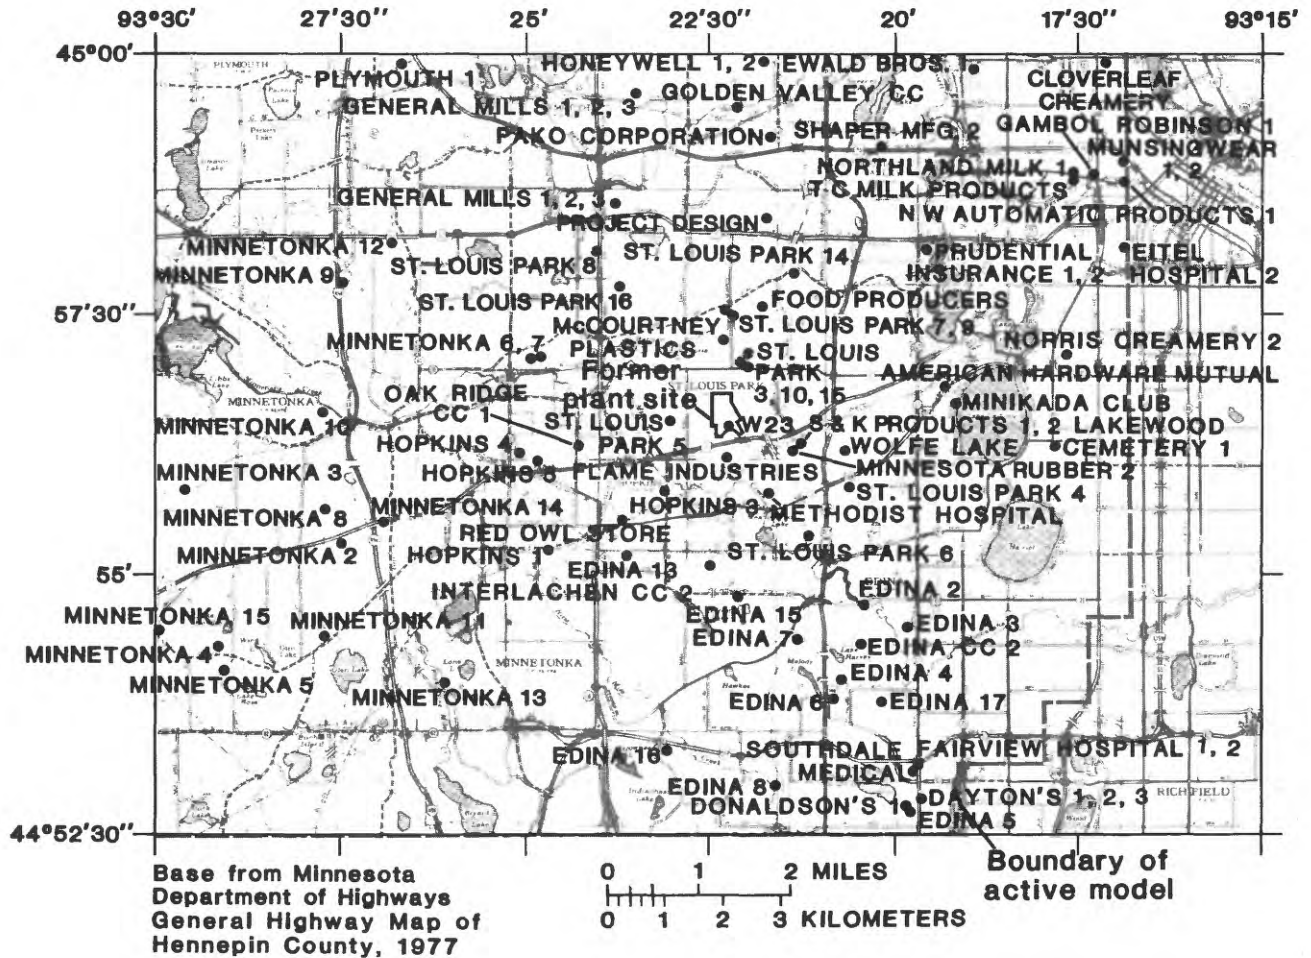 93°30' 27'30'' 25' 22'30'' 20' 17'30'' 93°15'
45°00'
PLYMOUTH
PLYMOUTH 1
HONEYWELL 1, 2
EWALD BROS. 1
CLOVERLEAF
CREAMERY
GENERAL MILLS 1, 2, 3
GOLDEN VALLEY CC
GAMBOL ROBINSON 1
PAKO CORPORATION
SHAPER MFG 2
MUNSINGWEAR
1, 2
NORTHLAND MILK 1
T.C. MILK PRODUCTS
GENERAL MILLS 1, 2, 3
PROJECT DESIGN
N W AUTOMATIC PRODUCTS 1
MINNETONKA 12
ST. LOUIS PARK 8
ST. LOUIS PARK 14
PRUDENTIAL
INSURANCE 1, 2
EITEL
HOSPITAL 2
MINNETONKA 9
ST. LOUIS PARK 16
FOOD PRODUCERS
57'30''
McCOURTNEY
PLASTICS
ST. LOUIS PARK 7, 9
MINNETONKA 6, 7
ST. LOUIS
PARK
3, 10, 15
NORRIS CREAMERY 2
Former
plant site
ST. LOUIS PARK
AMERICAN HARDWARE MUTUAL
OAK RIDGE
CC 1
MINNETONKA
MINIKADA CLUB
MINNETONKA 10
ST. LOUIS
PARK 5
W23
S & K PRODUCTS 1, 2
LAKEWOOD
CEMETERY 1
HOPKINS 4
WOLFE LAKE
MINNETONKA 3
HOPKINS 5
FLAME INDUSTRIES
MINNESOTA RUBBER 2
ST. LOUIS PARK 4
MINNETONKA 8
MINNETONKA 14
HOPKINS 3
METHODIST HOSPITAL
RED OWL STORE
MINNETONKA 2
HOPKINS 1
ST. LOUIS PARK 6
55'
EDINA 13
INTERLACHEN CC 2
EDINA 2
MINNETONKA 15
MINNETONKA 11
EDINA 15
EDINA 3
EDINA 7
EDINA CC 2
MINNETONKA 4
MINNETONKA
MINNETONKA 5
MINNETONKA 13
EDINA 4
EDINA 6
EDINA 17
EDINA 16
SOUTHDALE
MEDICAL
FAIRVIEW HOSPITAL 1, 2
EDINA 8
DAYTON'S 1, 2, 3
RICHFIELD
DONALDSON'S 1
EDINA 5
44°52'30''
Boundary of
active model
Base from Minnesota
Department of Highways
General Highway Map of
Hennepin County, 1977
0 1 2 MILES
0 1 2 3 KILOMETERS